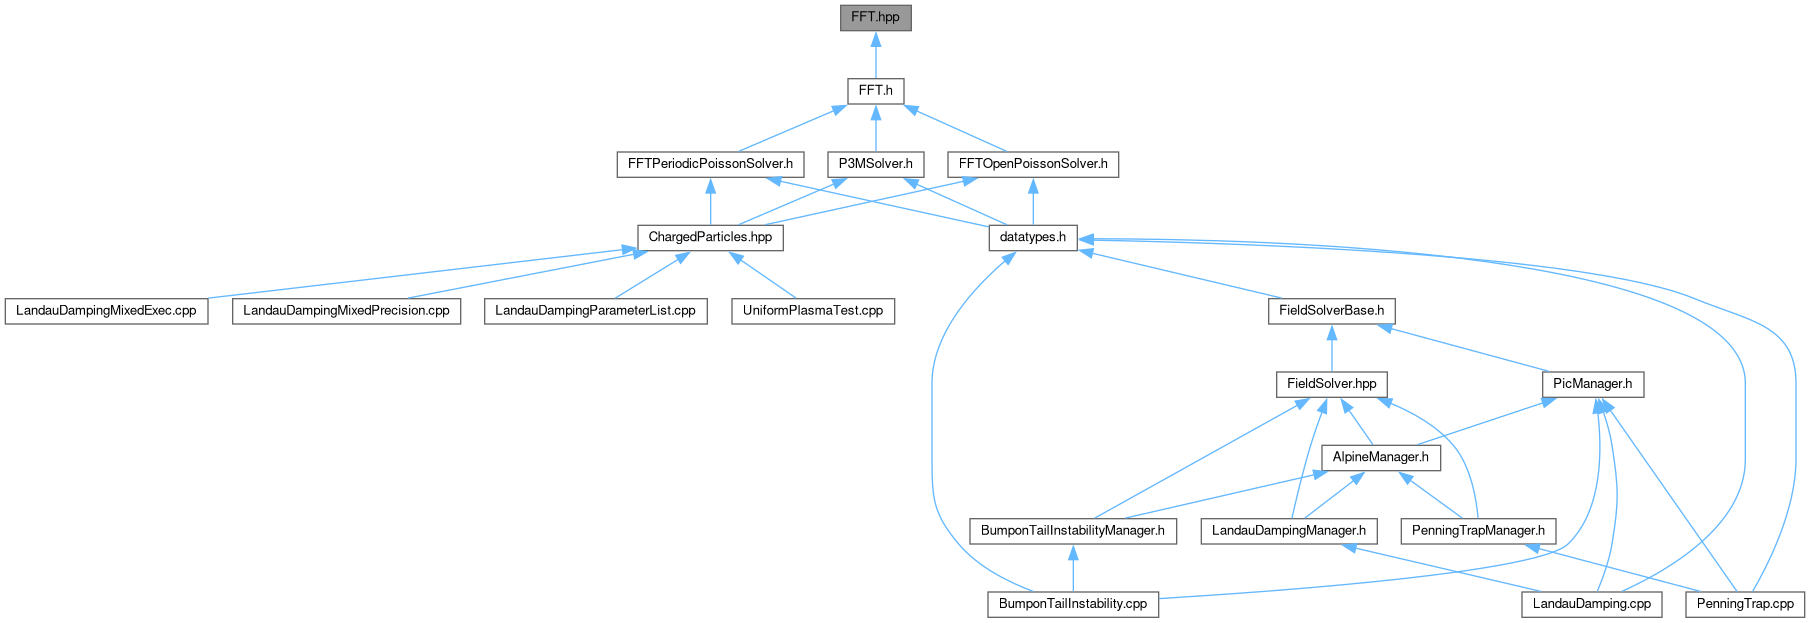 FFT.hpp
FFT.h
FFTPeriodicPoissonSolver.h
P3MSolver.h
FFTOpenPoissonSolver.h
ChargedParticles.hpp
datatypes.h
LandauDampingMixedExec.cpp
LandauDampingMixedPrecision.cpp
LandauDampingParameterList.cpp
UniformPlasmaTest.cpp
FieldSolverBase.h
FieldSolver.hpp
PicManager.h
AlpineManager.h
BumponTailInstabilityManager.h
LandauDampingManager.h
PenningTrapManager.h
BumponTailInstability.cpp
LandauDamping.cpp
PenningTrap.cpp